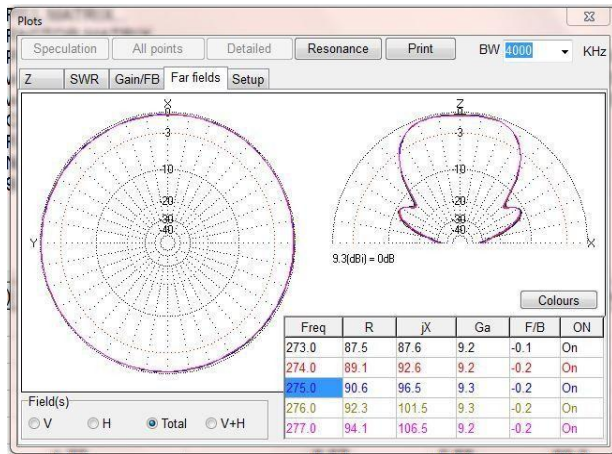 Plots
Speculation All points Detailed Resonance Print BW 4000 KHz
Z SWR Gain/FB Far fields Setup
X
0
3
-10
-20
-30
-40
Y
Z
0
3
-10
-20
-30
-40
X
9.3(dBi) = 0dB
Colours
Freq R jX Ga F/B ON
273.0 87.5 87.6 9.2 -0.1 On
274.0 89.1 92.6 9.2 -0.2 On
275.0 90.6 96.5 9.3 -0.2 On
276.0 92.3 101.5 9.3 -0.2 On
277.0 94.1 106.5 9.2 -0.2 On
Field(s)
V H Total V+H